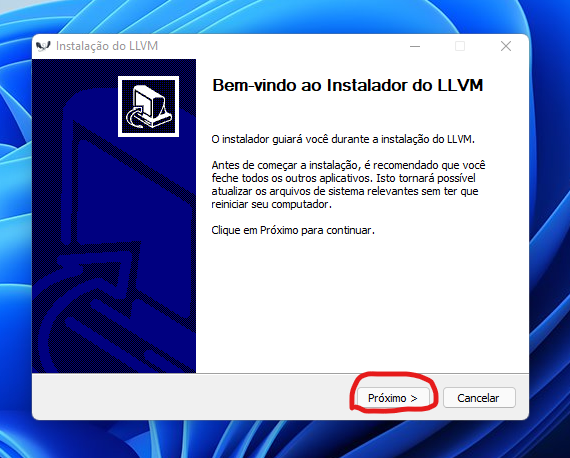 Instalação do LLVM
Bem-vindo ao Instalador do LLVM
O instalador guiará você durante a instalação do LLVM.
Antes de começar a instalação, é recomendado que você
feche todos os outros aplicativos. Isto tornará possível
atualizar os arquivos de sistema relevantes sem ter que
reiniciar seu computador.
Clique em Próximo para continuar.
Próximo >
Cancelar